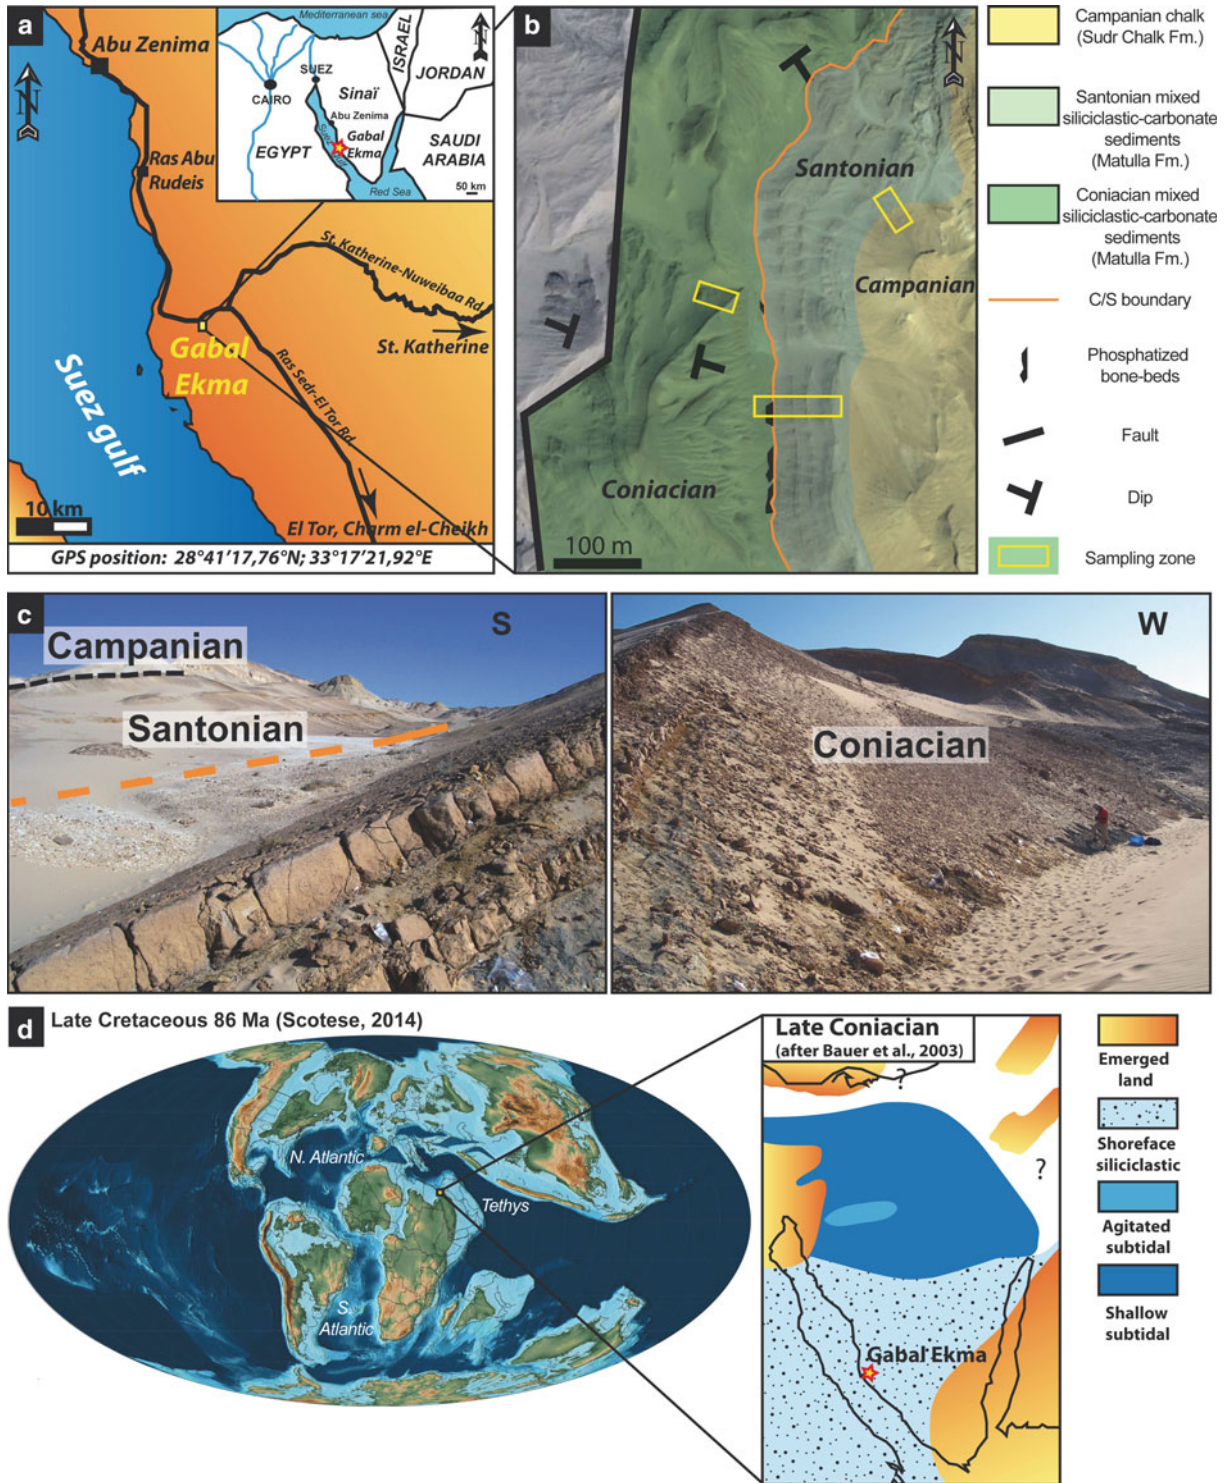 a
Abu Zenima
Ras Abu
Rudeis
N
Mediterranean sea
ISRAEL
JORDAN
SUEZ
CAIRO
Sinaï
Abu Zenima
Gabal
Ekma
Suez Gulf
EGYPT
SAUDI
ARABIA
Red Sea
50 km
N
St. Katherine-Nuweibaa Rd
St. Katherine
Gabal
Ekma
Ras Sedr-El Tor Rd
Suez gulf
10 km
El Tor, Charm el-Cheikh
GPS position: 28°41’17,76°N; 33°17’21,92°E
b
N
Santonian
Campanian
Coniacian
100 m
Campanian chalk
(Sudr Chalk Fm.)
Santonian mixed
siliciclastic-carbonate
sediments
(Matulla Fm.)
Coniacian mixed
siliciclastic-carbonate
sediments
(Matulla Fm.)
C/S boundary
Phosphatized
bone-beds
Fault
Dip
Sampling zone
c
Campanian
Santonian
S
Coniacian
W
d
Late Cretaceous 86 Ma (Scotese, 2014)
N. Atlantic
Tethys
S.
Atlantic
Late Coniacian
(after Bauer et al., 2003)
?
?
Gabal Ekma
Emerged
land
Shoreface
siliciclastic
Agitated
subtidal
Shallow
subtidal